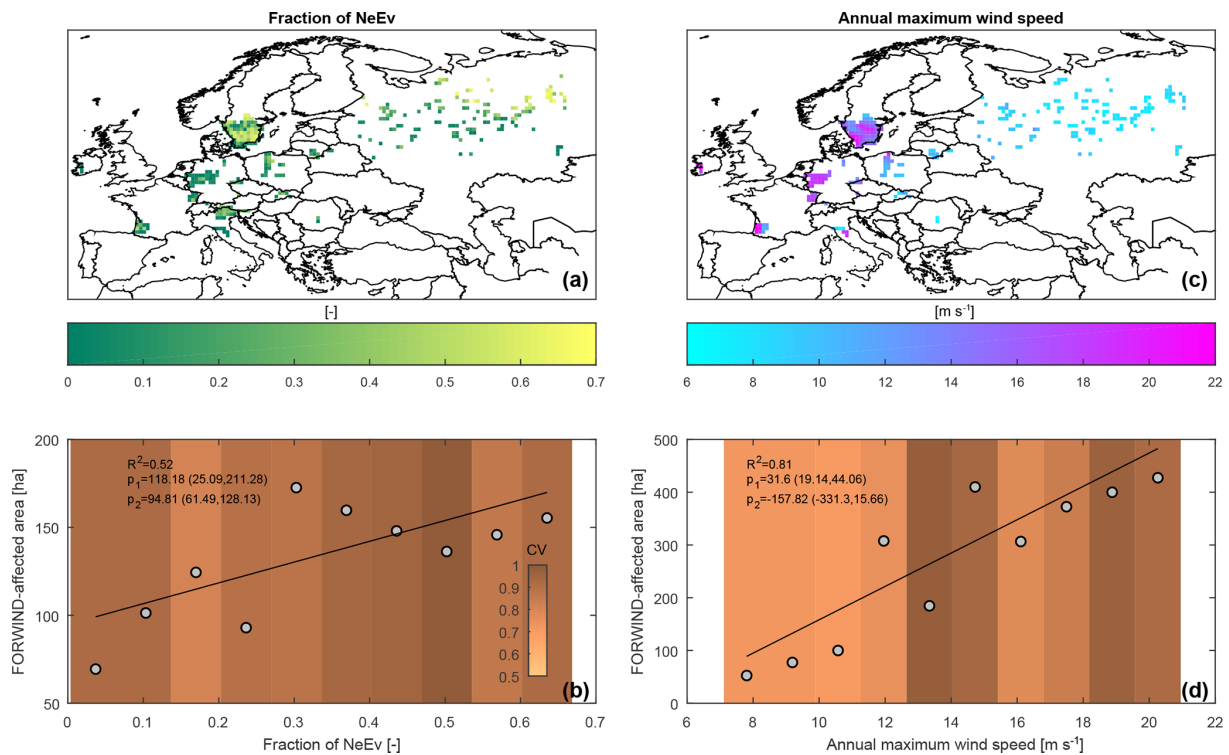 Fraction of NeEv
(a)
[-]
0 0.1 0.2 0.3 0.4 0.5 0.6 0.7
Annual maximum wind speed
(c)
[m s⁻¹]
6 8 10 12 14 16 18 20 22
200
150
100
50
FORWIND-affected area [ha]
R²=0.52
p₁=118.18 (25.09,211.28)
p₂=94.81 (61.49,128.13)
CV
1
0.9
0.8
0.7
0.6
0.5
(b)
0 0.1 0.2 0.3 0.4 0.5 0.6 0.7
Fraction of NeEv [-]
500
400
300
200
100
0
FORWIND-affected area [ha]
R²=0.81
p₁=31.6 (19.14,44.06)
p₂=-157.82 (-331.3,15.66)
(d)
6 8 10 12 14 16 18 20 22
Annual maximum wind speed [m s⁻¹]